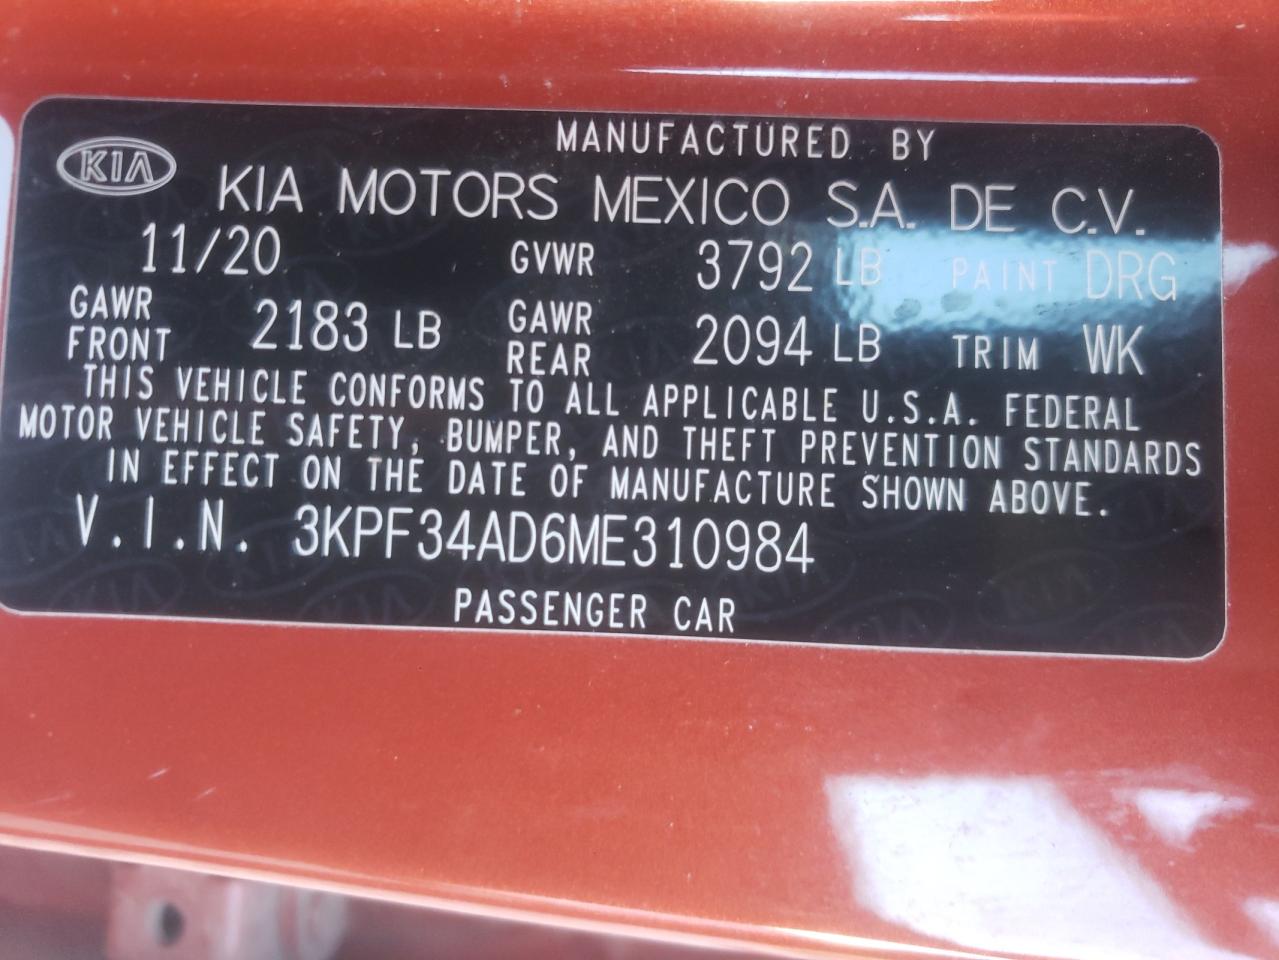 MANUFACTURED BY
KIA
KIA MOTORS MEXICO S.A. DE C.V.
11/20 GVWR 3792 LB PAINT DRG
GAWR FRONT 2183 LB GAWR REAR 2094 LB TRIM WK
THIS VEHICLE CONFORMS TO ALL APPLICABLE U.S.A. FEDERAL
MOTOR VEHICLE SAFETY, BUMPER, AND THEFT PREVENTION STANDARDS
IN EFFECT ON THE DATE OF MANUFACTURE SHOWN ABOVE.
V.I.N. 3KPF34AD6ME310984
PASSENGER CAR